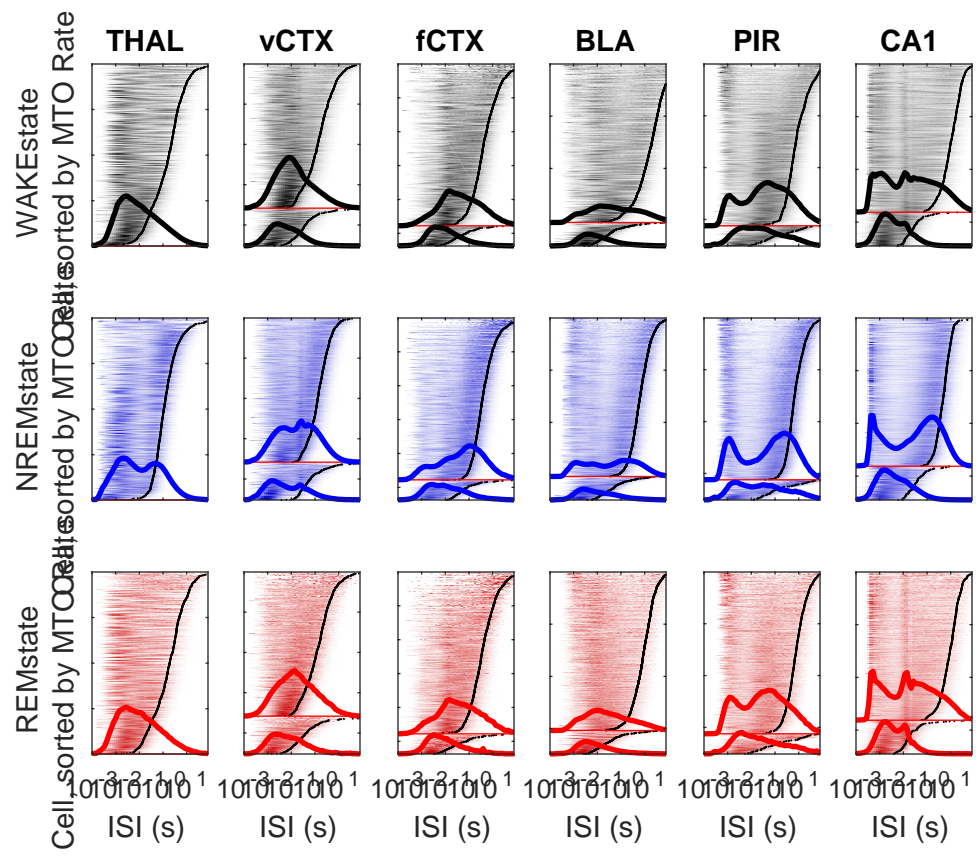 THAL vCTX fCTX BLA PIR CA1
WAKEstate
Cell, sorted by MTO Rate
NREMstate
Cell, sorted by MTO Rate
REMstate
Cell, sorted by MTO Rate
ISI (s) ISI (s) ISI (s) ISI (s) ISI (s) ISI (s)